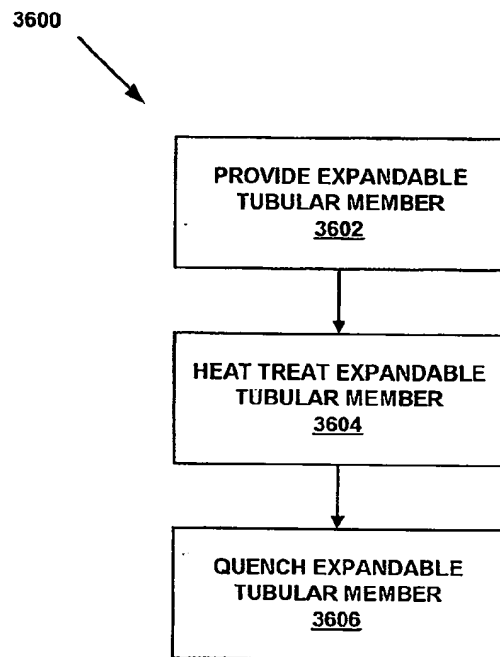 3600
PROVIDE EXPANDABLE
TUBULAR MEMBER
3602
HEAT TREAT EXPANDABLE
TUBULAR MEMBER
3604
QUENCH EXPANDABLE
TUBULAR MEMBER
3606